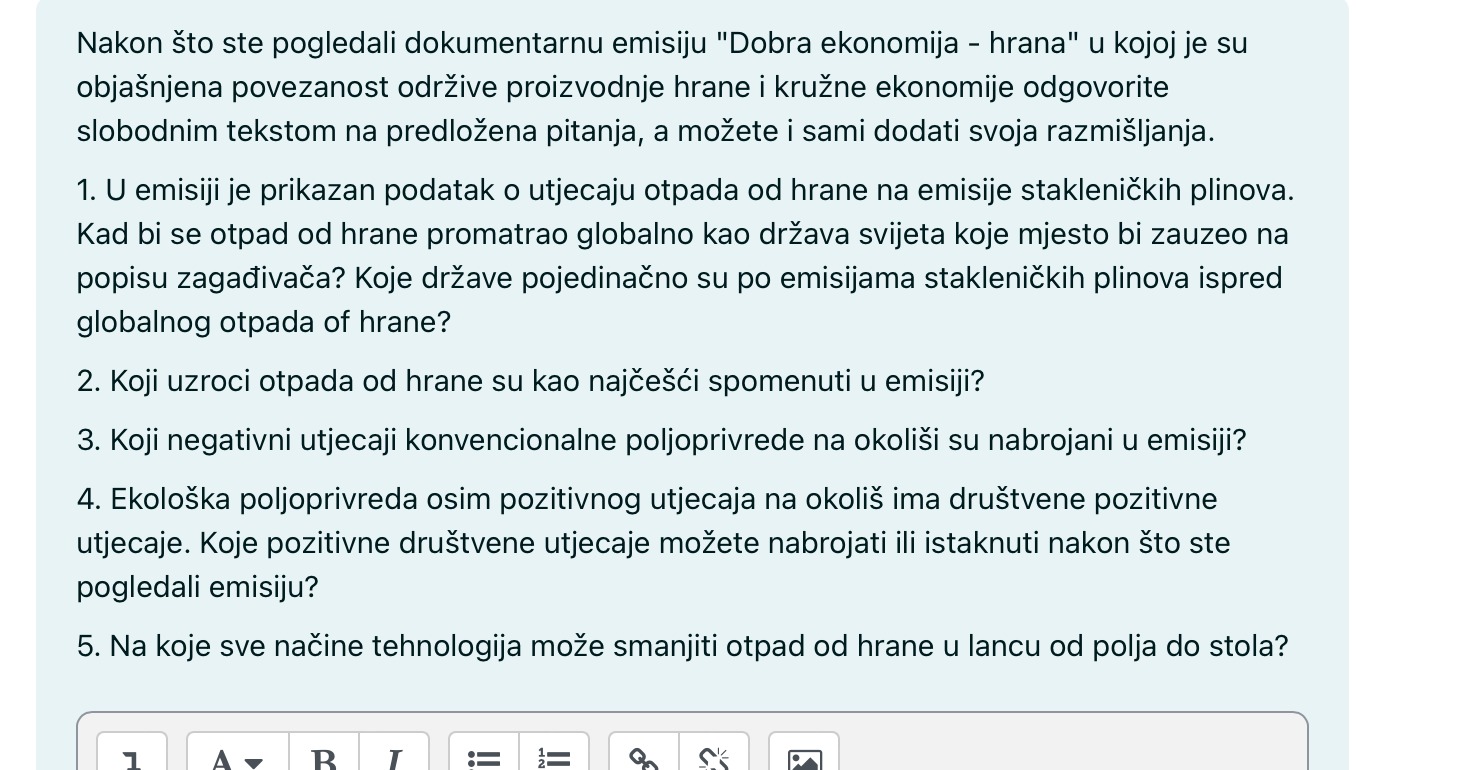 Nakon što ste pogledali dokumentarnu emisiju "Dobra ekonomija - hrana" u kojoj je su
objašnjena povezanost održive proizvodnje hrane i kružne ekonomije odgovorite
slobodnim tekstom na predložena pitanja, a možete i sami dodati svoja razmišljanja.
1. U emisiji je prikazan podatak o utjecaju otpada od hrane na emisije stakleničkih plinova.
Kad bi se otpad od hrane promatrao globalno kao država svijeta koje mjesto bi zauzeo na
popisu zagađivača? Koje države pojedinačno su po emisijama stakleničkih plinova ispred
globalnog otpada of hrane?
2. Koji uzroci otpada od hrane su kao najčešći spomenuti u emisiji?
3. Koji negativni utjecaji konvencionalne poljoprivrede na okoliši su nabrojani u emisiji?
4. Ekološka poljoprivreda osim pozitivnog utjecaja na okoliš ima društvene pozitivne
utjecaje. Koje pozitivne društvene utjecaje možete nabrojati ili istaknuti nakon što ste
pogledali emisiju?
5. Na koje sve načine tehnologija može smanjiti otpad od hrane u lancu od polja do stola?
A B I